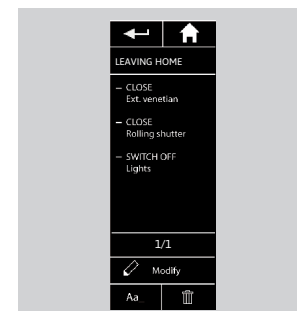 LEAVING HOME
– CLOSE
Ext. venetian
– CLOSE
Rolling shutter
– SWITCH OFF
Lights
1/1
Modify
Aa